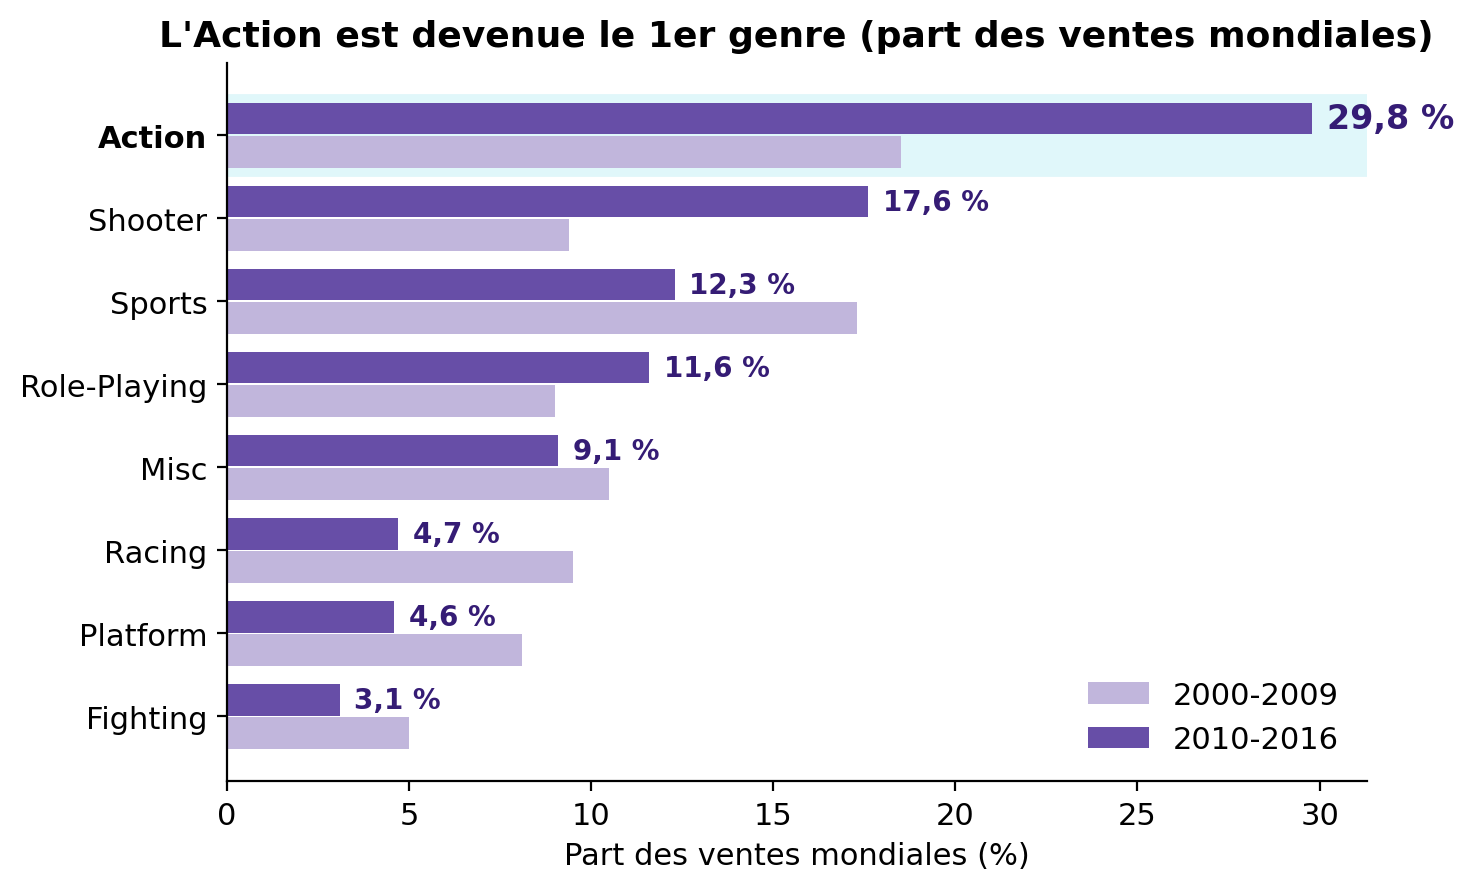 L'Action est devenue le 1er genre (part des ventes mondiales)
Action
29,8 %
Shooter
17,6 %
Sports
12,3 %
Role-Playing
11,6 %
Misc
9,1 %
Racing
4,7 %
Platform
4,6 %
Fighting
3,1 %
2000-2009
2010-2016
0 5 10 15 20 25 30
Part des ventes mondiales (%)